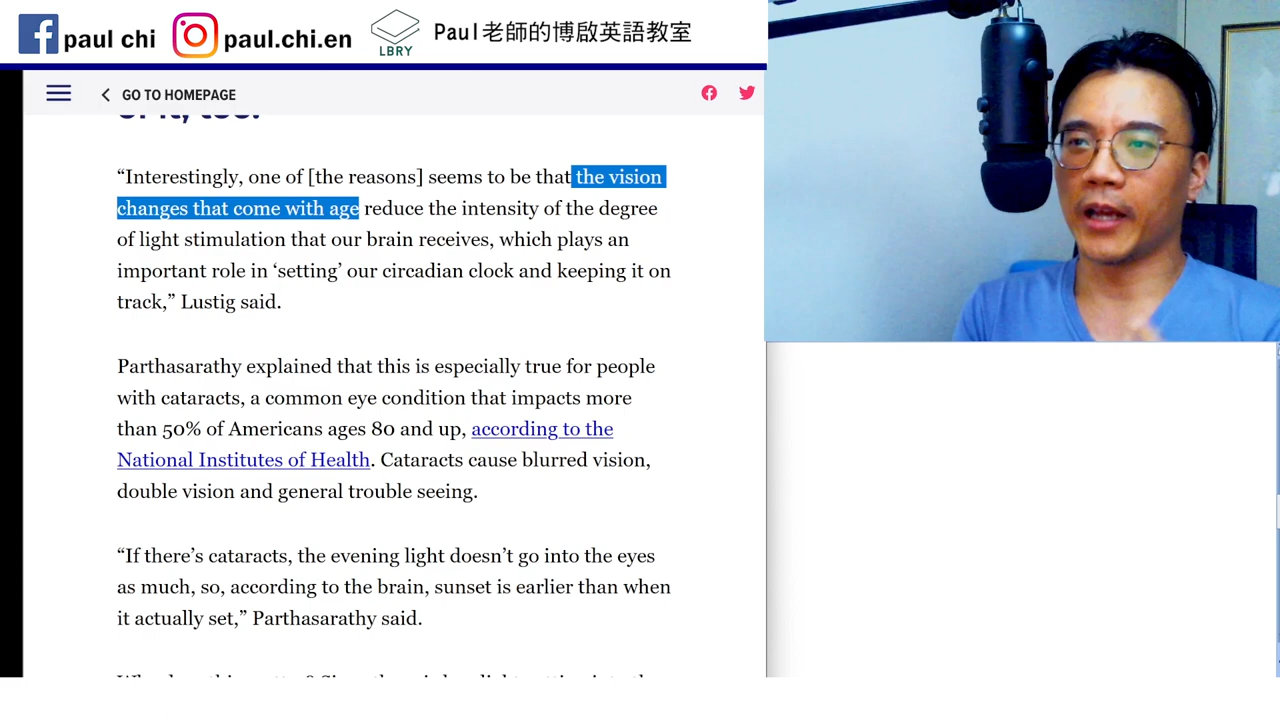 paul chi
paul.chi.en
LBRY
Paul老師的博啟英語教室
GO TO HOMEPAGE
of it, too.
“Interestingly, one of [the reasons] seems to be that the vision
changes that come with age reduce the intensity of the degree
of light stimulation that our brain receives, which plays an
important role in ‘setting’ our circadian clock and keeping it on
track,” Lustig said.
Parthasarathy explained that this is especially true for people
with cataracts, a common eye condition that impacts more
than 50% of Americans ages 80 and up, according to the
National Institutes of Health. Cataracts cause blurred vision,
double vision and general trouble seeing.
“If there’s cataracts, the evening light doesn’t go into the eyes
as much, so, according to the brain, sunset is earlier than when
it actually set,” Parthasarathy said.